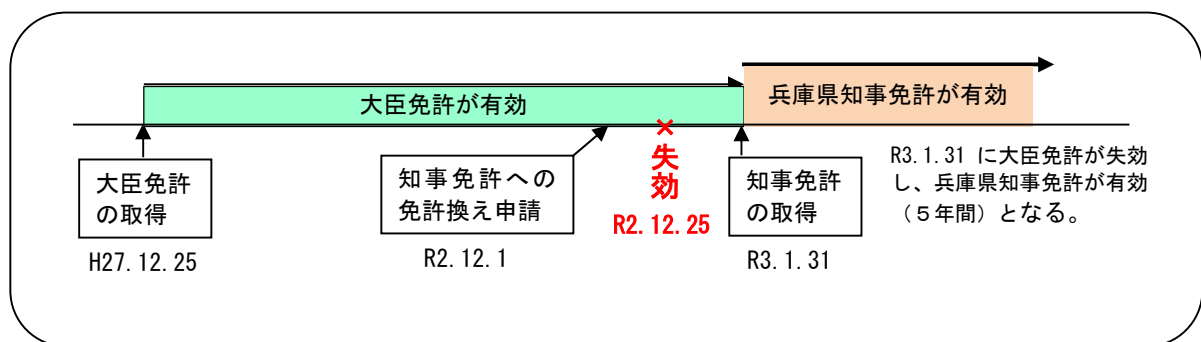 大臣免許が有効
兵庫県知事免許が有効
大臣免許
の取得
H27.12.25
知事免許への
免許換え申請
R2.12.1
×
失効
R2.12.25
知事免許
の取得
R3.1.31
R3.1.31 に大臣免許が失効
し、兵庫県知事免許が有効
(５年間)となる。